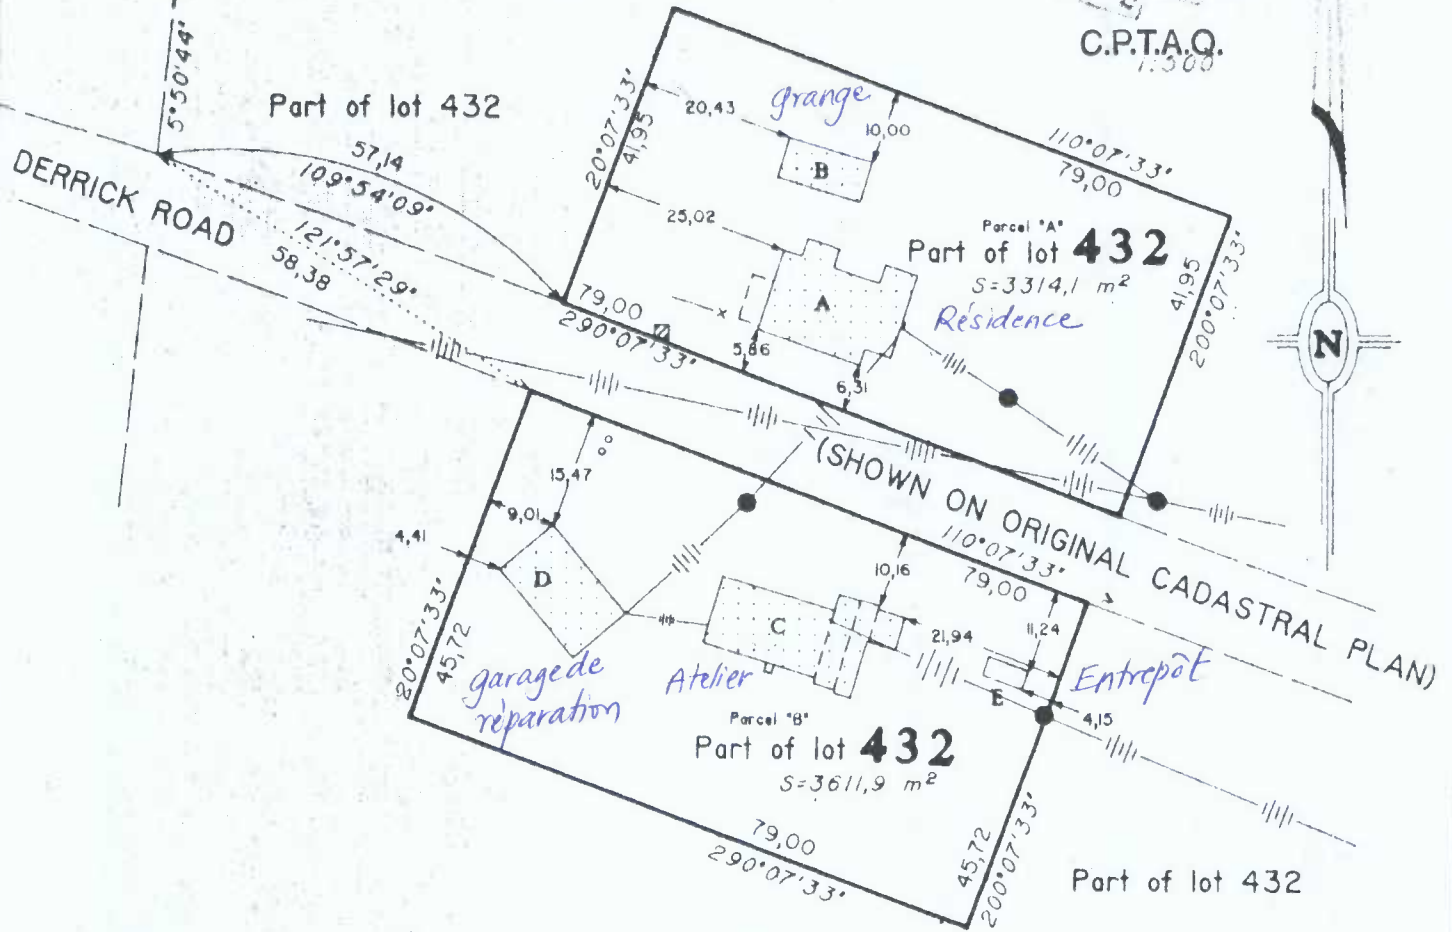 C.P.T.A.Q.
1:500
5°50'44"
Part of lot 432
57,14
109°54'09"
DERRICK ROAD
121°57'29"
58,38
20°07'33"
41,95
20,43
grange
10,00
B
110°07'33"
79,00
25,02
Parcel "A"
Part of lot 432
S=3314,1 m²
Résidence
A
x
41,95
200°07'33"
79,00
290°07'33"
5,86
6,31
N
(SHOWN ON ORIGINAL CADASTRAL PLAN)
15,47
9,01
4,41
D
20°07'33"
45,72
garage de
réparation
C
Atelier
10,16
110°07'33"
79,00
21,94
11,24
E
Entrepôt
4,15
Parcel "B"
Part of lot 432
S=3611,9 m²
79,00
290°07'33"
45,72
200°07'33"
Part of lot 432